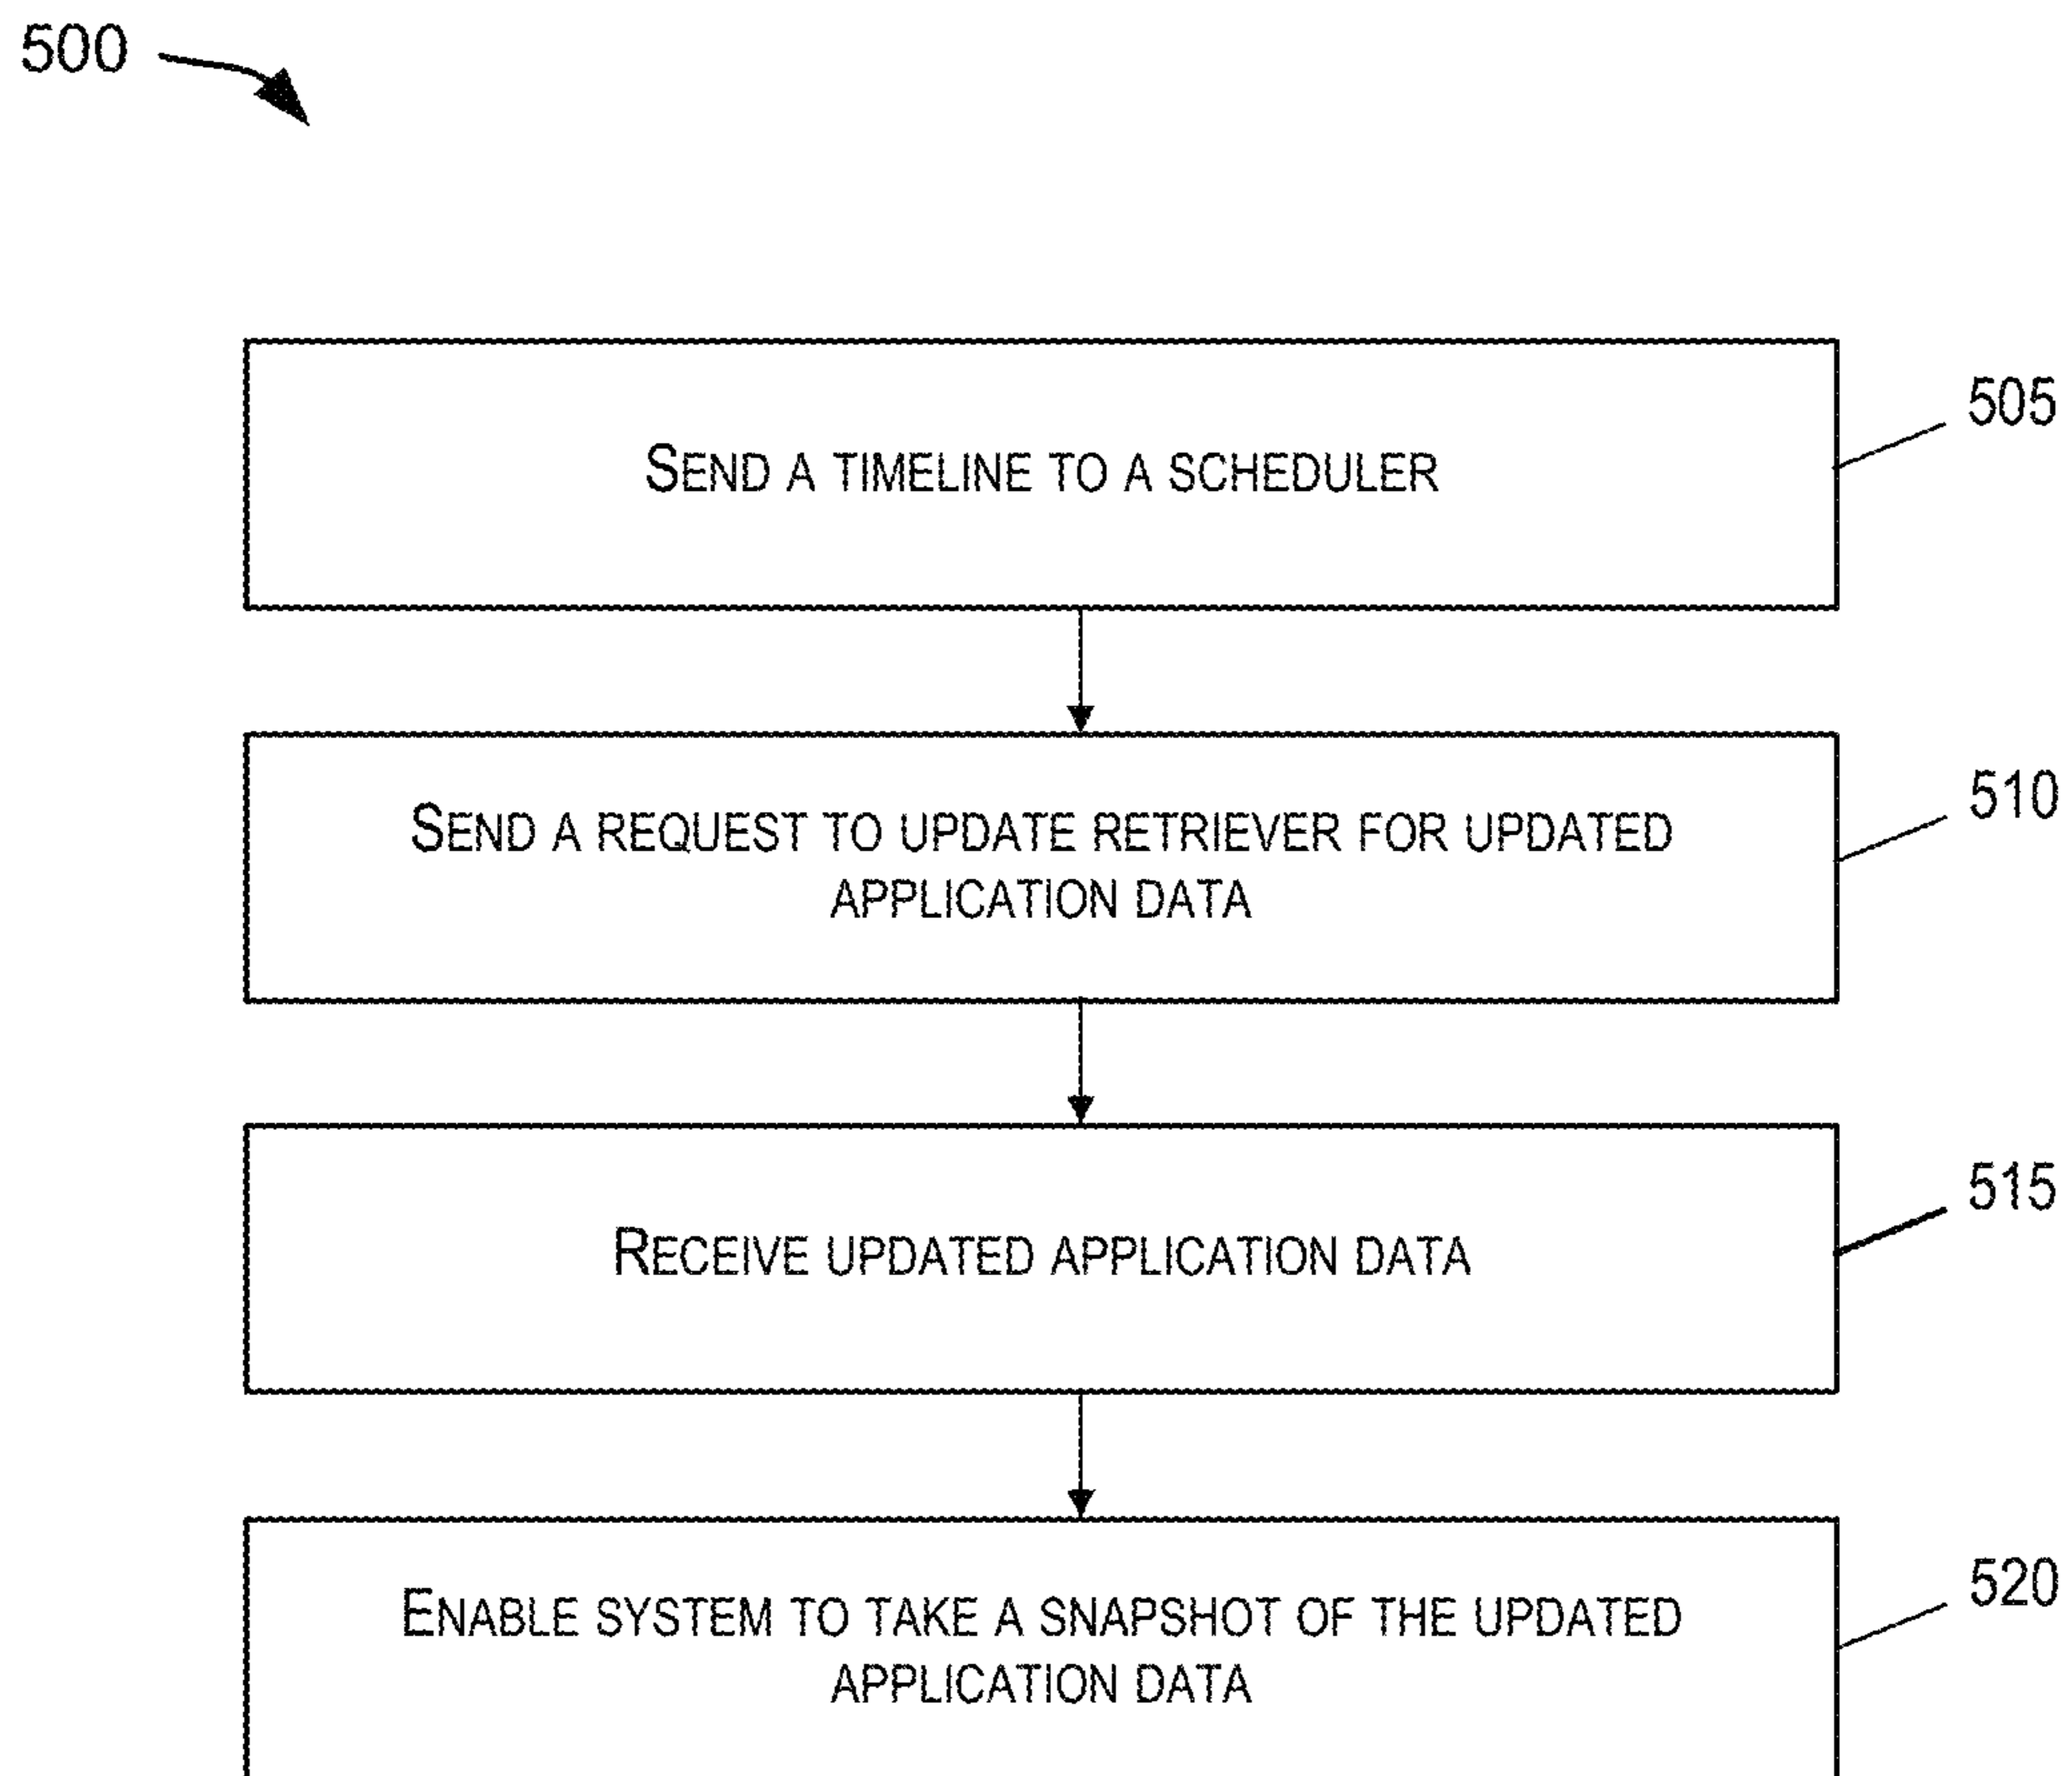 500
SEND A TIMELINE TO A SCHEDULER
505
SEND A REQUEST TO UPDATE RETRIEVER FOR UPDATED
APPLICATION DATA
510
RECEIVE UPDATED APPLICATION DATA
515
ENABLE SYSTEM TO TAKE A SNAPSHOT OF THE UPDATED
APPLICATION DATA
520